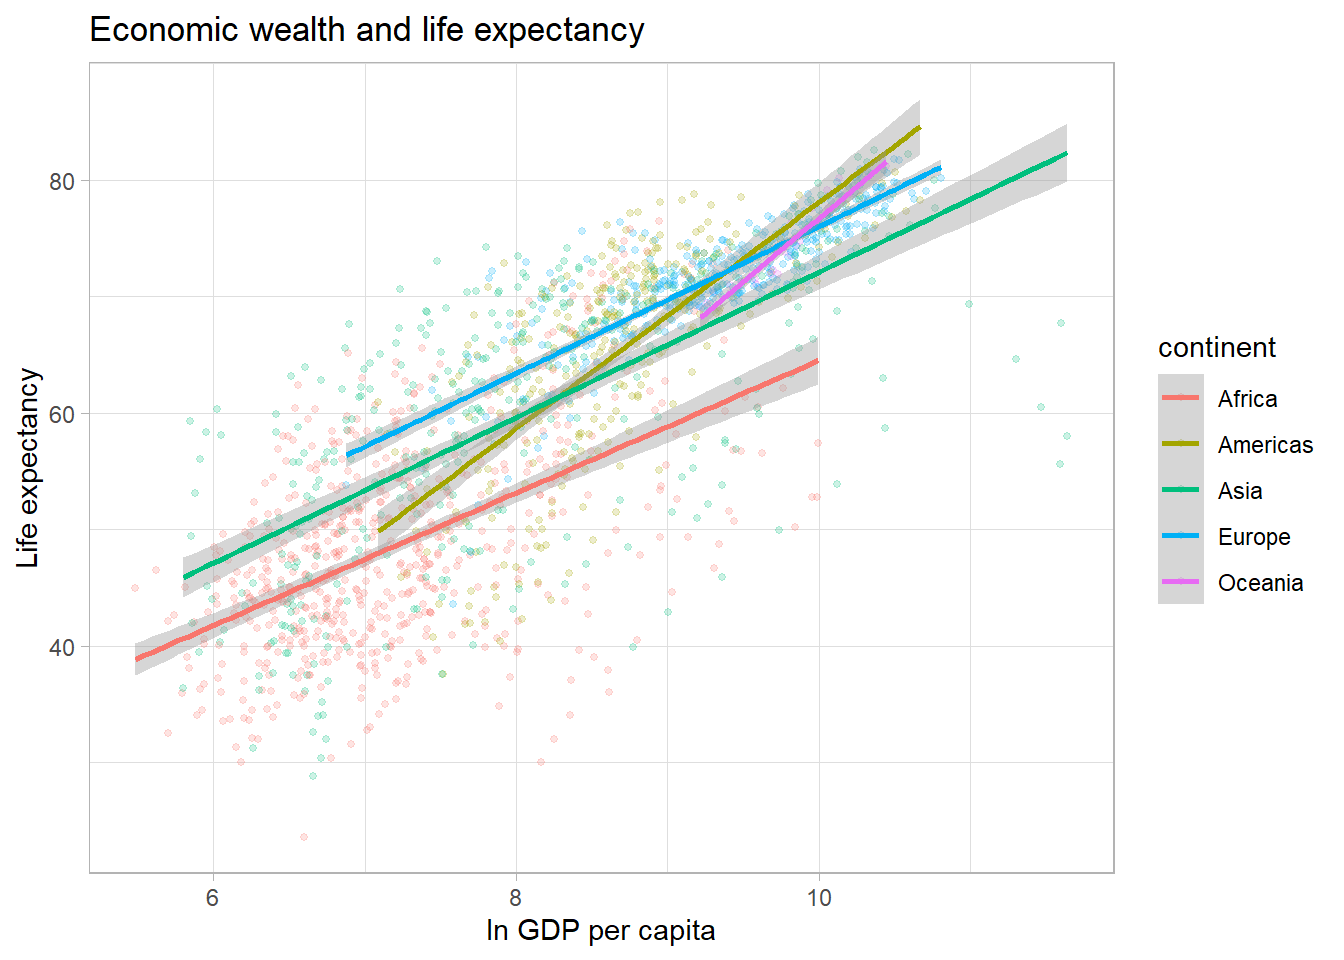 Economic wealth and life expectancy
Life expectancy
80
60
40
6
8
10
ln GDP per capita
continent
Africa
Americas
Asia
Europe
Oceania